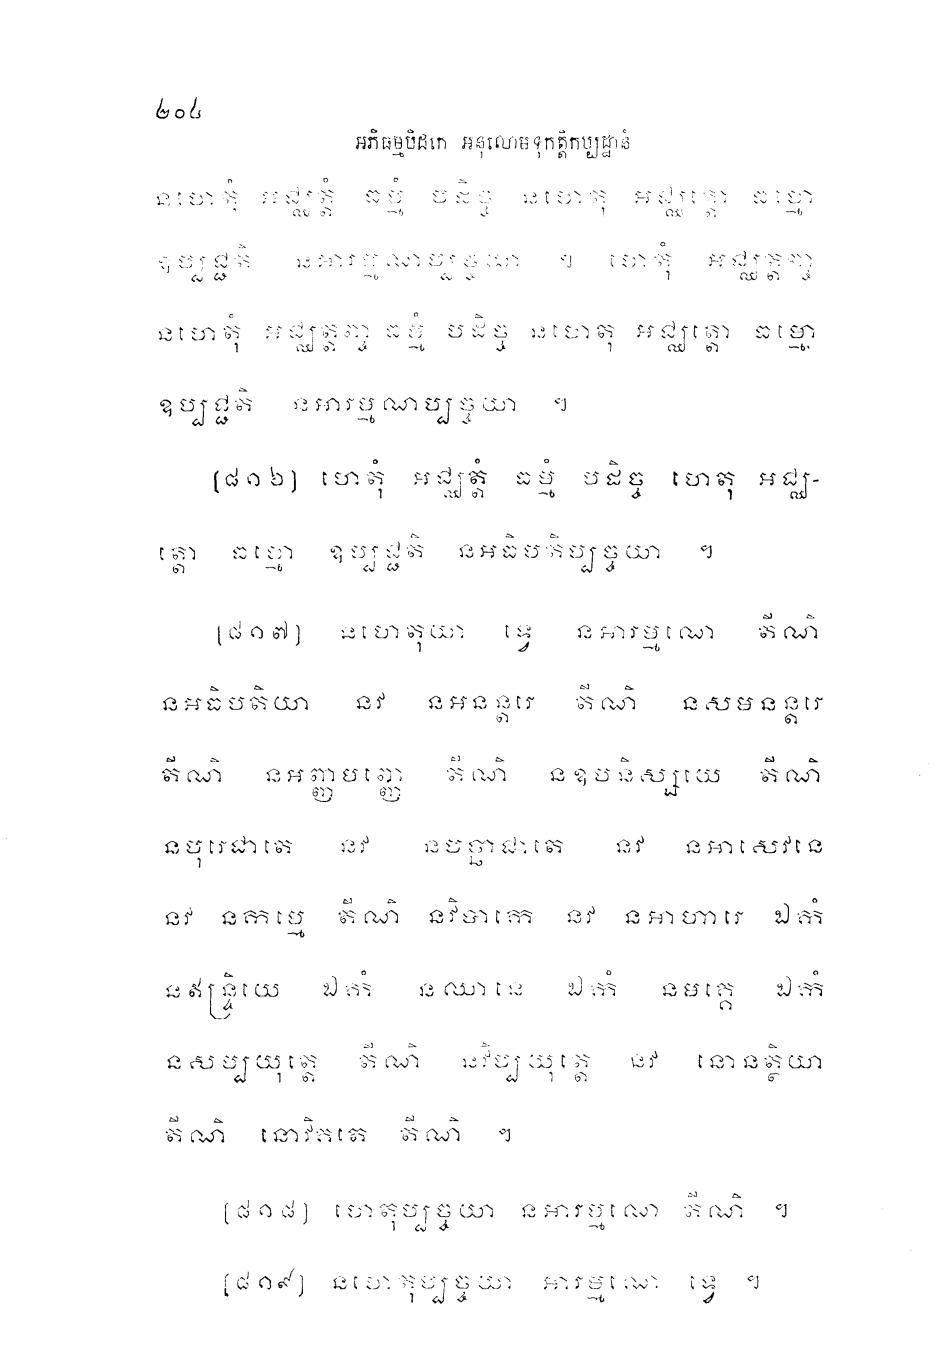 ២០៤
អភិធម្មបិដកេ អនុលោមទុកត្តិកប្បដ្ឋានំ
នហេតុំ អជ្ឈត្តំ ធម្មំ បដិច្ច នហេតុ អជ្ឈត្តោ ធម្មោ
ឧប្បជ្ជតិ នអារម្មណប្បច្ចយា ។ ហេតុំ អជ្ឈត្តញ្ច
នហេតុំ អជ្ឈត្តញ្ច ធម្មំ បដិច្ច នហេតុ អជ្ឈត្តោ ធម្មោ
ឧប្បជ្ជតិ នអារម្មណប្បច្ចយា ។
[៨១៦] ហេតុំ អជ្ឈត្តំ ធម្មំ បដិច្ច ហេតុ អជ្ឈ-
ត្តោ ធម្មោ ឧប្បជ្ជតិ នអធិបតិប្បច្ចយា ។
[៨១៧] នហេតុយា ទ្វេ នអារម្មណេ តីណិ
នអធិបតិយា នវ នអនន្តរេ តីណិ នសមនន្តរេ
តីណិ នអញ្ញមញ្ញេ តីណិ នឧបនិស្សយេ តីណិ
នបុរេជាតេ នវ នបច្ឆាជាតេ នវ នអាសេវនេ
នវ នកម្មេ តីណិ នវិបាកេ នវ នអាហារេ ឯកំ
នឥន្ទ្រិយេ ឯកំ នឈានេ ឯកំ នមគ្គេ ឯកំ
នសម្បយុត្តេ តីណិ នវិប្បយុត្តេ នវ នោនត្ថិយា
តីណិ នោវិគតេ តីណិ ។
[៨១៨] ហេតុប្បច្ចយា នអារម្មណេ តីណិ ។
[៨១៩] នហេតុប្បច្ចយា អារម្មណេ ទ្វេ ។